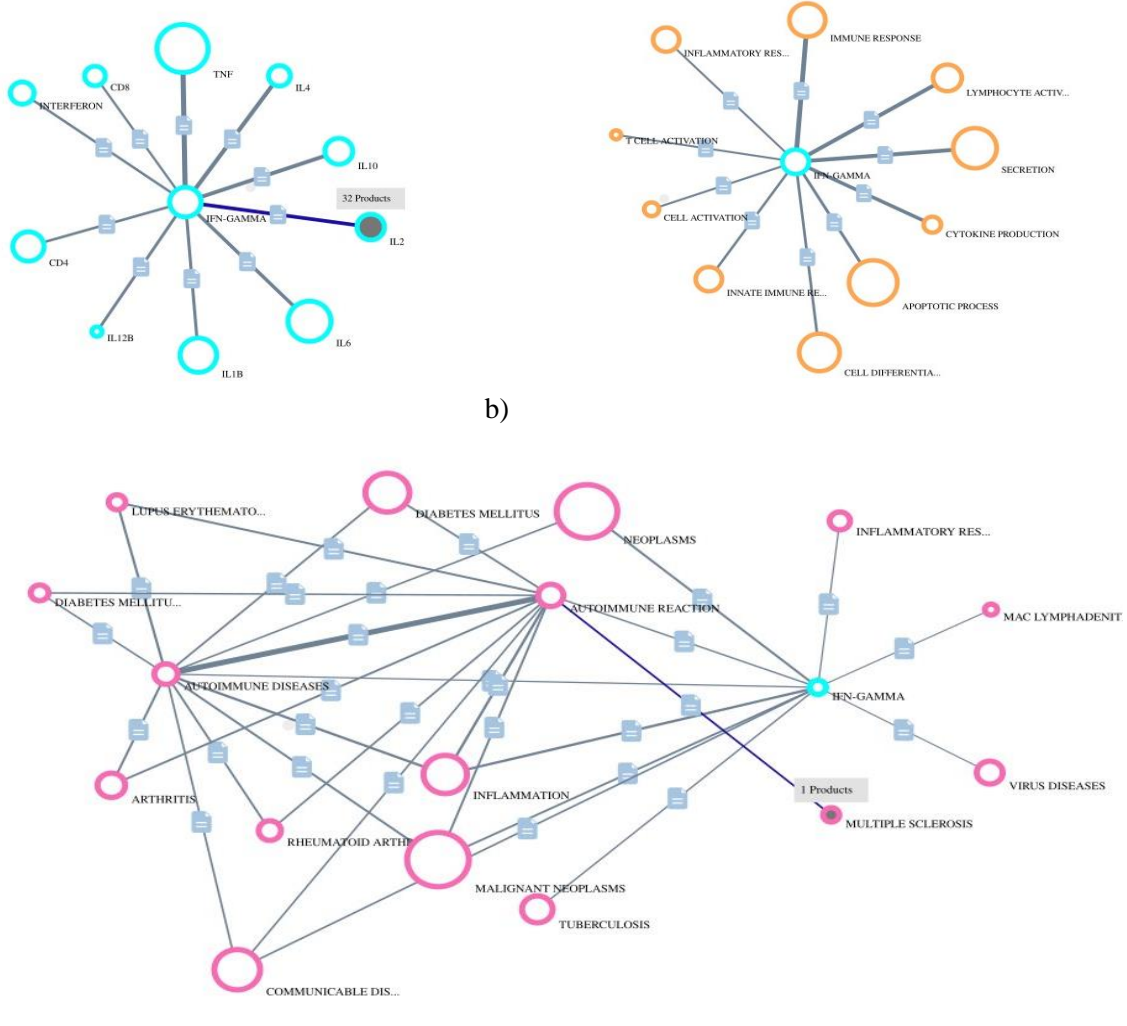 TNF
CD8
IL4
INTERFERON
IL10
32 Products
IFN-GAMMA
IL2
CD4
IL12B
IL6
IL1B
IMMUNE RESPONSE
INFLAMMATORY RES...
LYMPHOCYTE ACTIV...
T CELL ACTIVATION
SECRETION
IFN-GAMMA
CELL ACTIVATION
CYTOKINE PRODUCTION
INNATE IMMUNE RE...
APOPTOTIC PROCESS
CELL DIFFERENTIA...
b)
LUPUS ERYTHEMATO...
DIABETES MELLITUS
NEOPLASMS
INFLAMMATORY RES...
DIABETES MELLITU...
AUTOIMMUNE REACTION
MAC LYMPHADENIT
AUTOIMMUNE DISEASES
IFN-GAMMA
ARTHRITIS
INFLAMMATION
1 Products
VIRUS DISEASES
MULTIPLE SCLEROSIS
RHEUMATOID ARTH
MALIGNANT NEOPLASMS
TUBERCULOSIS
COMMUNICABLE DIS...